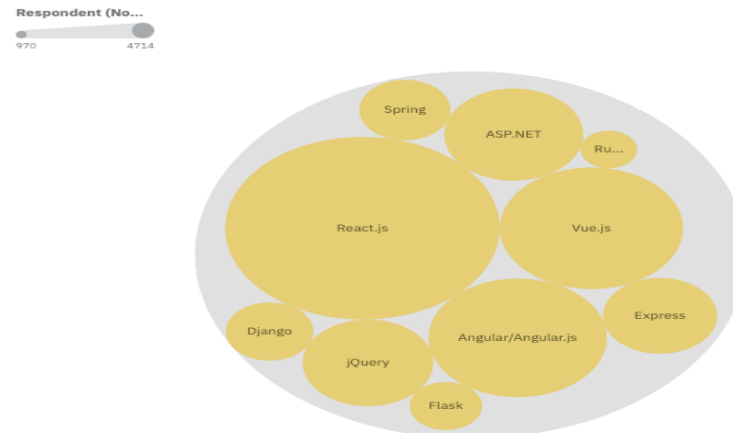 Respondent (No...
970 4714
Spring
ASP.NET
Ru...
React.js
Vue.js
Express
Django
Angular/Angular.js
jQuery
Flask